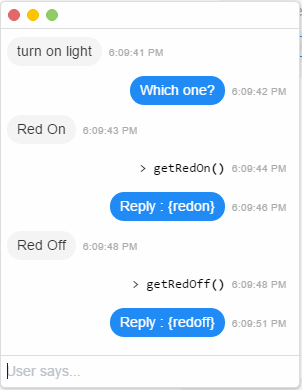 turn on light 6:09:41 PM
Which one? 6:09:42 PM
Red On 6:09:43 PM
> getRedOn() 6:09:44 PM
Reply : {redon} 6:09:46 PM
Red Off 6:09:48 PM
> getRedOff() 6:09:48 PM
Reply : {redoff} 6:09:51 PM
User says...